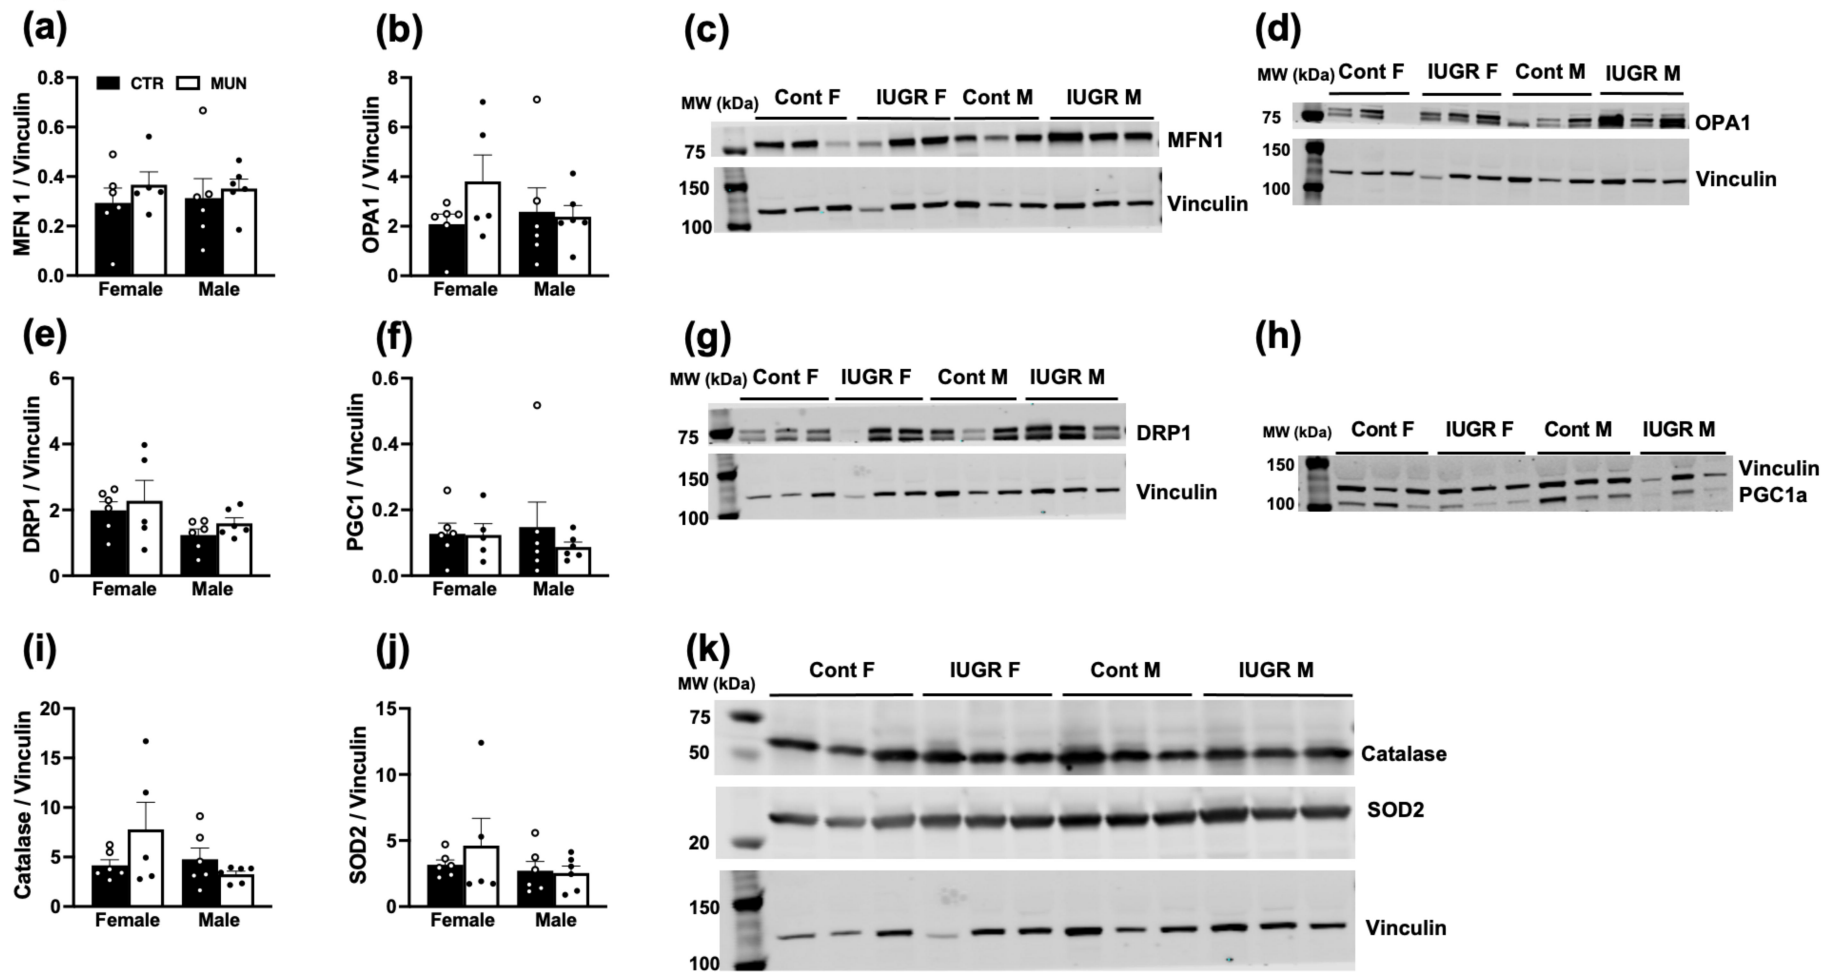 (a)
MFN 1 / Vinculin
0.8
0.6
0.4
0.2
0.0
CTR MUN
Female Male
(b)
OPA1 / Vinculin
8
6
4
2
0
Female Male
(c)
MW (kDa) Cont F IUGR F Cont M IUGR M
75
MFN1
150
Vinculin
100
(d)
MW (kDa) Cont F IUGR F Cont M IUGR M
75
OPA1
150
100
Vinculin
(e)
DRP1 / Vinculin
6
4
2
0
Female Male
(f)
PGC1 / Vinculin
0.6
0.4
0.2
0.0
Female Male
(g)
MW (kDa) Cont F IUGR F Cont M IUGR M
75
DRP1
150
Vinculin
100
(h)
MW (kDa) Cont F IUGR F Cont M IUGR M
150
Vinculin
100
PGC1a
(i)
Catalase / Vinculin
20
15
10
5
0
Female Male
(j)
SOD2 / Vinculin
15
10
5
0
Female Male
(k)
Cont F IUGR F Cont M IUGR M
MW (kDa)
75
50
Catalase
SOD2
20
150
Vinculin
100